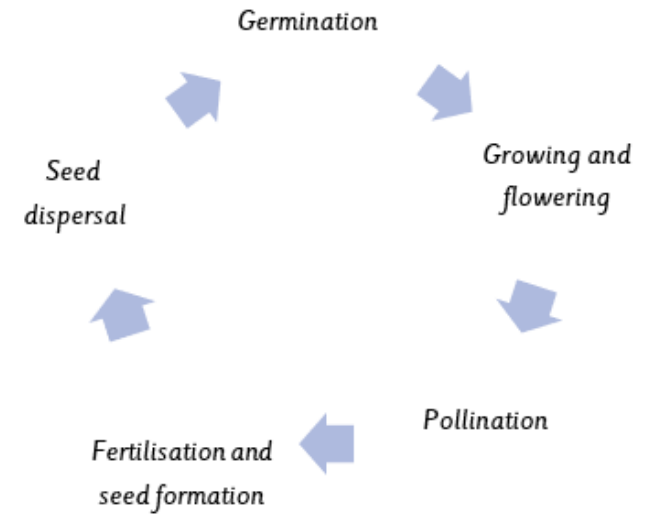 Germination
Growing and
flowering
Pollination
Fertilisation and
seed formation
Seed
dispersal